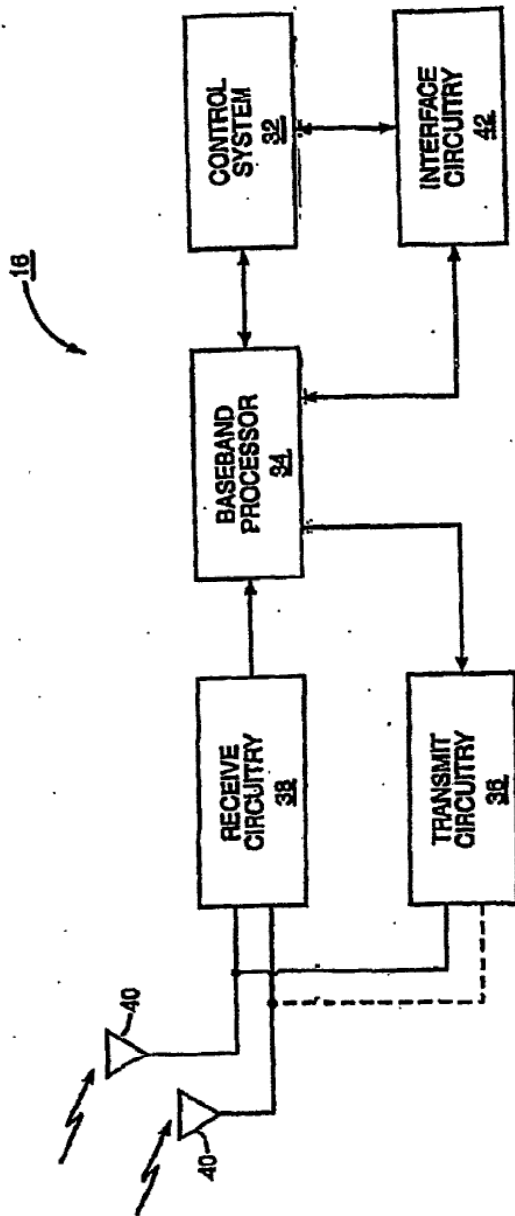 16
CONTROL
SYSTEM
32
BASEBAND
PROCESSOR
34
RECEIVE
CIRCUITRY
38
40
40
INTERFACE
CIRCUITRY
42
TRANSMIT
CIRCUITRY
36